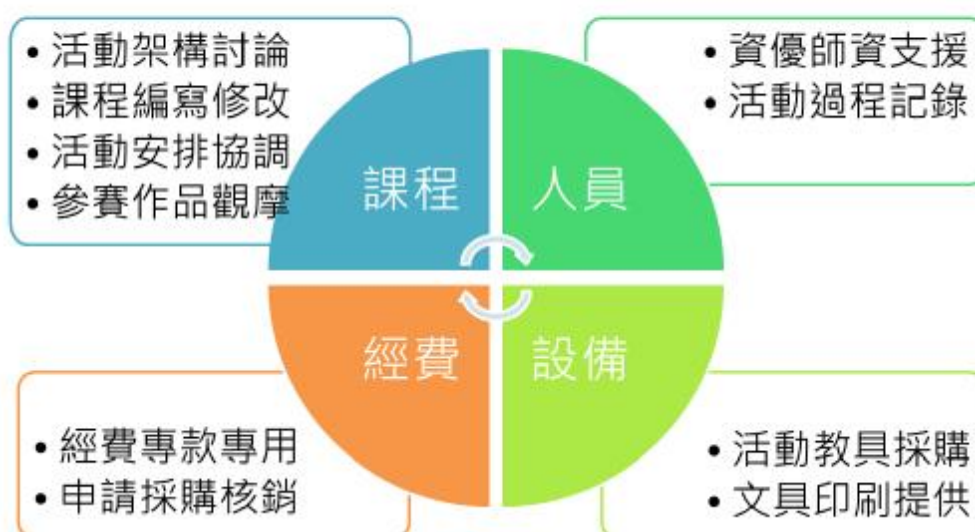 • 活動架構討論
• 課程編寫修改
• 活動安排協調
• 參賽作品觀摩
課程
人員
• 資優師資支援
• 活動過程記錄
經費
設備
• 經費專款專用
• 申請採購核銷
• 活動教具採購
• 文具印刷提供